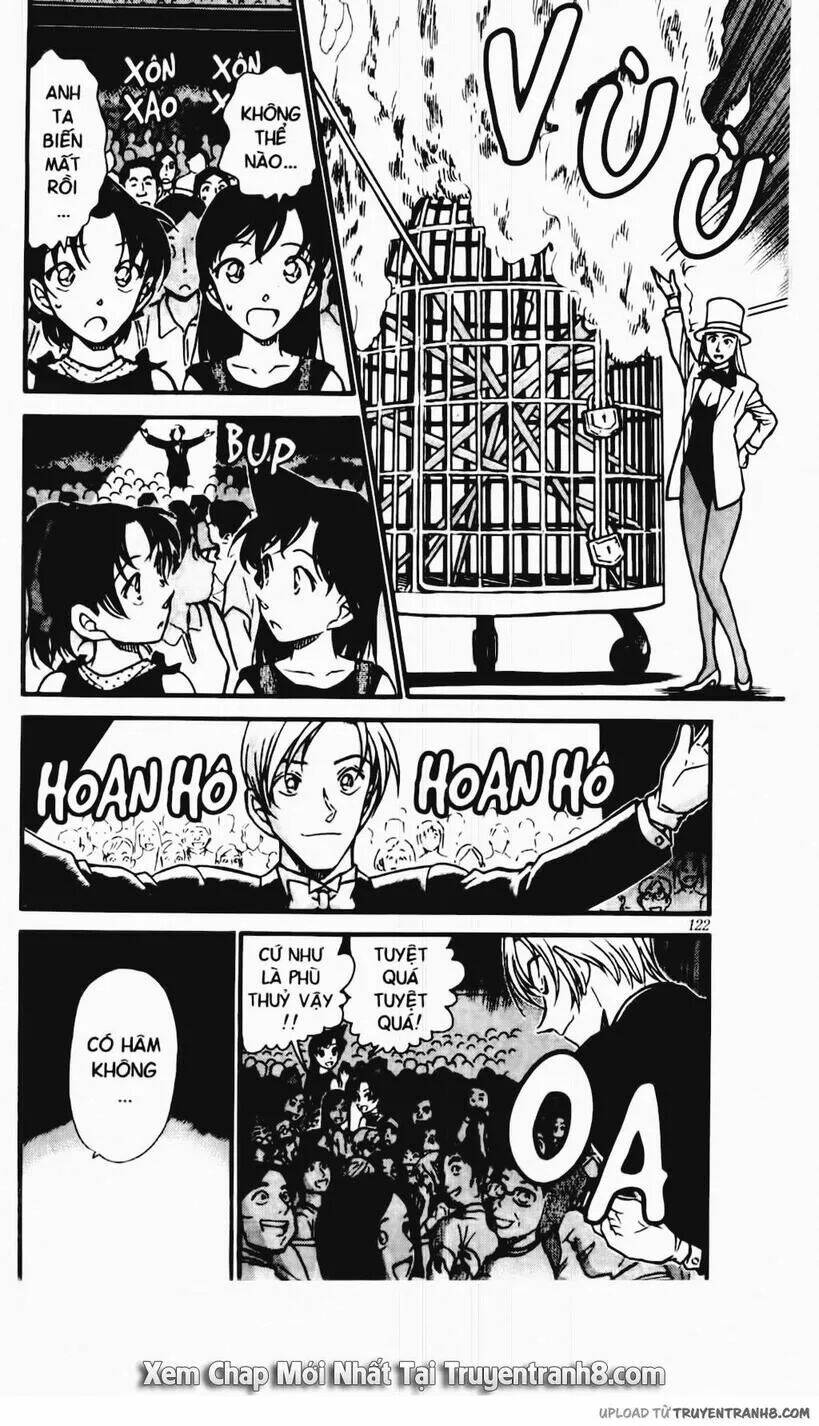 VÙ Ù
XÔN
XAO
XÔN
X
KHÔNG
THỂ
NÀO...
ANH
TA
BIẾN
MẤT
RỒI
...
BỤP
HOAN HÔ
HOAN HÔ
122
TUYỆT
QUÁ
TUYỆT
QUÁ!
CỨ NHƯ
LÀ PHÙ
THUỶ VẬY
!!
OA
CÓ HÂM
KHÔNG
...
Xem Chap Mới Nhất Tại Truyentranh8.com
UPLOAD TỪ TRUYENTRANH8.COM